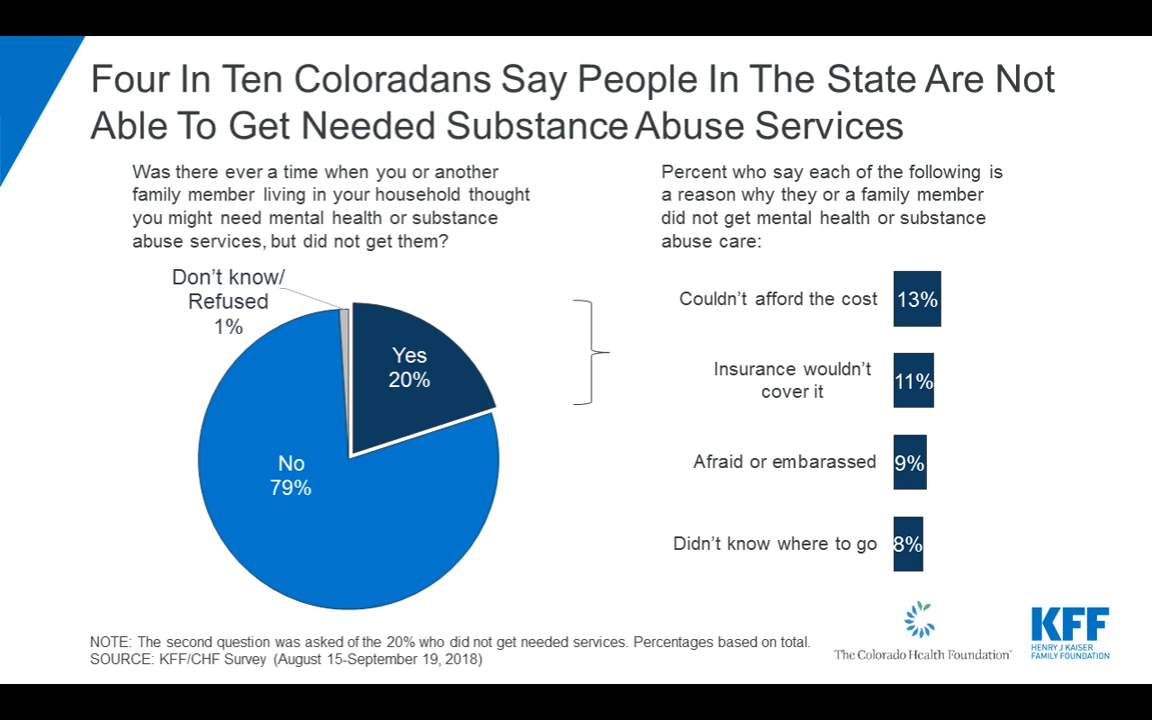 Four In Ten Coloradans Say People In The State Are Not
Able To Get Needed Substance Abuse Services
Was there ever a time when you or another
family member living in your household thought
you might need mental health or substance
abuse services, but did not get them?
Don't know/
Refused
1%
Yes
20%
No
79%
Percent who say each of the following is
a reason why they or a family member
did not get mental health or substance
abuse care:
Couldn't afford the cost
13%
Insurance wouldn't
cover it
11%
Afraid or embarassed
9%
Didn't know where to go
8%
NOTE: The second question was asked of the 20% who did not get needed services. Percentages based on total.
SOURCE: KFF/CHF Survey (August 15-September 19, 2018)
The Colorado Health Foundation
KFF
HENRY J KAISER
FAMILY FOUNDATION